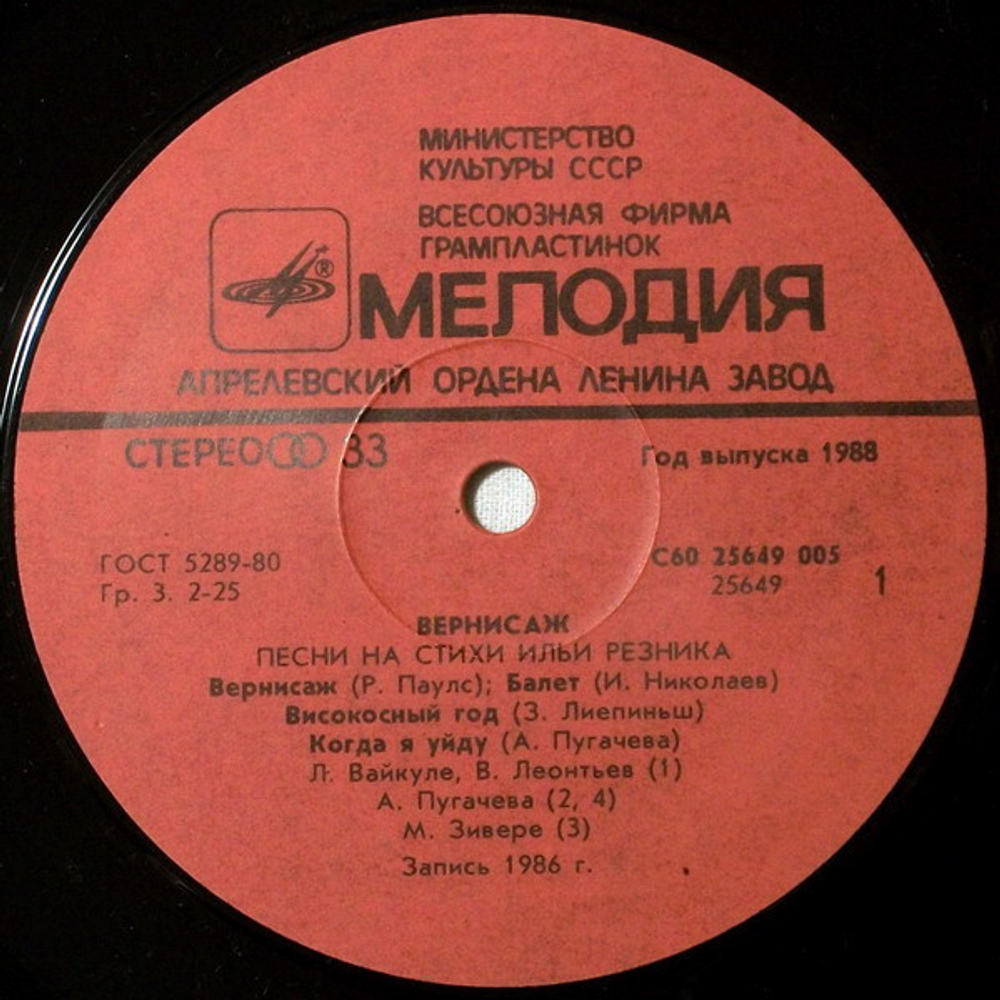 МИНИСТЕРСТВО
КУЛЬТУРЫ СССР
ВСЕСОЮЗНАЯ ФИРМА
ГРАМПЛАСТИНОК
®
МЕЛОДИЯ
АПРЕЛЕВСКИЙ ОРДЕНА ЛЕНИНА ЗАВОД
СТЕРЕО 33
Год выпуска 1988
ГОСТ 5289-80
Гр. 3. 2-25
С60 25649 005
25649
1
ВЕРНИСАЖ
ПЕСНИ НА СТИХИ ИЛЬИ РЕЗНИКА
Вернисаж (Р. Паулс); Балет (И. Николаев)
Високосный год (З. Лиепиньш)
Когда я уйду (А. Пугачева)
Л. Вайкуле, В. Леонтьев (1)
А. Пугачева (2, 4)
М. Зивере (3)
Запись 1986 г.